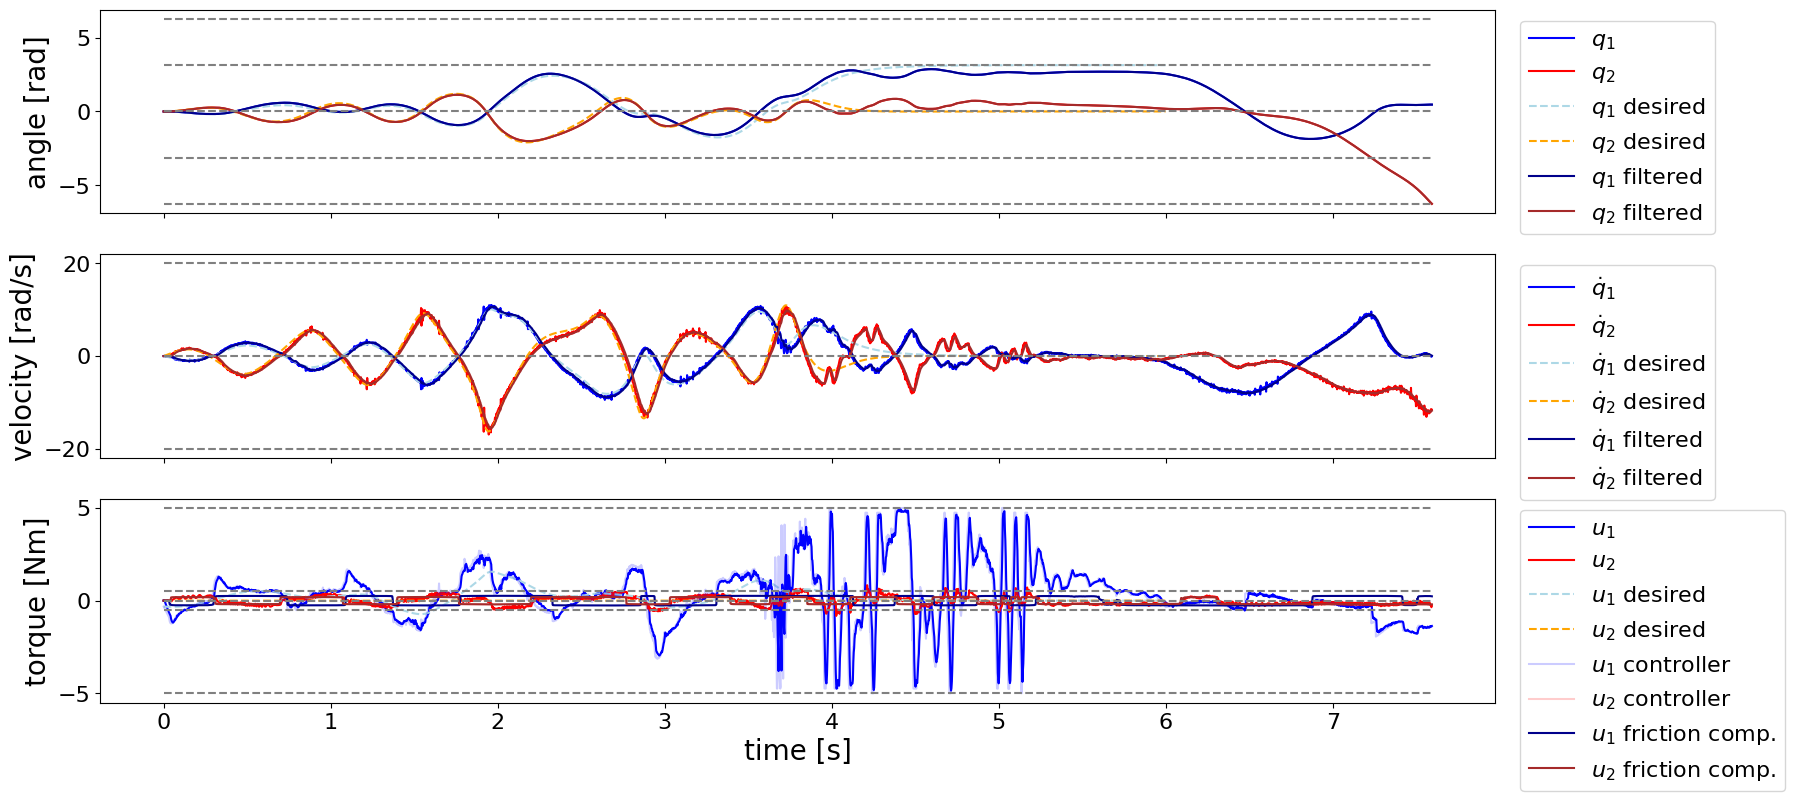 angle [rad]
5
0
−5
q₁
q₂
q₁ desired
q₂ desired
q₁ filtered
q₂ filtered
velocity [rad/s]
20
0
−20
q̇₁
q̇₂
q̇₁ desired
q̇₂ desired
q̇₁ filtered
q̇₂ filtered
torque [Nm]
5
0
−5
0 1 2 3 4 5 6 7
time [s]
u₁
u₂
u₁ desired
u₂ desired
u₁ controller
u₂ controller
u₁ friction comp.
u₂ friction comp.